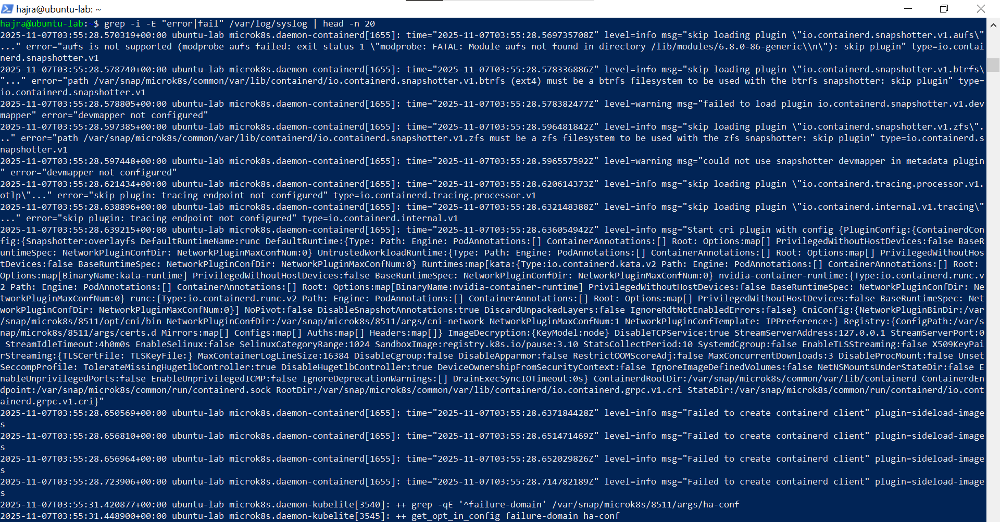 hajra@ubuntu-lab: ~
hajra@ubuntu-lab: $ grep -i -E "error|fail" /var/log/syslog | head -n 20
2025-11-07T03:55:28.570319+00:00 ubuntu-lab microk8s.daemon-containerd[1655]: time="2025-11-07T03:55:28.569735708Z" level=info msg="skip loading plugin \"io.containerd.snapshotter.v1.aufs\"
..." error="aufs is not supported (modprobe aufs failed: exit status 1 \"modprobe: FATAL: Module aufs not found in directory /lib/modules/6.8.0-86-generic\\n\"): skip plugin" type=io.contai
nerd.snapshotter.v1
2025-11-07T03:55:28.578740+00:00 ubuntu-lab microk8s.daemon-containerd[1655]: time="2025-11-07T03:55:28.578336886Z" level=info msg="skip loading plugin \"io.containerd.snapshotter.v1.btrfs\
"..." error="path /var/snap/microk8s/common/var/lib/containerd/io.containerd.snapshotter.v1.btrfs (ext4) must be a btrfs filesystem to be used with the btrfs snapshotter: skip plugin" type=
io.containerd.snapshotter.v1
2025-11-07T03:55:28.578805+00:00 ubuntu-lab microk8s.daemon-containerd[1655]: time="2025-11-07T03:55:28.578382477Z" level=warning msg="failed to load plugin io.containerd.snapshotter.v1.dev
mapper" error="devmapper not configured"
2025-11-07T03:55:28.597385+00:00 ubuntu-lab microk8s.daemon-containerd[1655]: time="2025-11-07T03:55:28.596481842Z" level=info msg="skip loading plugin \"io.containerd.snapshotter.v1.zfs\".
.." error="path /var/snap/microk8s/common/var/lib/containerd/io.containerd.snapshotter.v1.zfs must be a zfs filesystem to be used with the zfs snapshotter: skip plugin" type=io.containerd.s
napshotter.v1
2025-11-07T03:55:28.597448+00:00 ubuntu-lab microk8s.daemon-containerd[1655]: time="2025-11-07T03:55:28.596557592Z" level=warning msg="could not use snapshotter devmapper in metadata plugin
" error="devmapper not configured"
2025-11-07T03:55:28.621434+00:00 ubuntu-lab microk8s.daemon-containerd[1655]: time="2025-11-07T03:55:28.620614373Z" level=info msg="skip loading plugin \"io.containerd.tracing.processor.v1.
otlp\"..." error="skip plugin: tracing endpoint not configured" type=io.containerd.tracing.processor.v1
2025-11-07T03:55:28.638896+00:00 ubuntu-lab microk8s.daemon-containerd[1655]: time="2025-11-07T03:55:28.632148388Z" level=info msg="skip loading plugin \"io.containerd.internal.v1.tracing\"
..." error="skip plugin: tracing endpoint not configured" type=io.containerd.internal.v1
2025-11-07T03:55:28.639215+00:00 ubuntu-lab microk8s.daemon-containerd[1655]: time="2025-11-07T03:55:28.636054942Z" level=info msg="Start cri plugin with config {PluginConfig:{ContainerdCon
fig:{Snapshotter:overlayfs DefaultRuntimeName:runc DefaultRuntime:{Type: Path: Engine: PodAnnotations:[] ContainerAnnotations:[] Root: Options:map[] PrivilegedWithoutHostDevices:false BaseR
untimeSpec: NetworkPluginConfDir: NetworkPluginMaxConfNum:0} UntrustedWorkloadRuntime:{Type: Path: Engine: PodAnnotations:[] ContainerAnnotations:[] Root: Options:map[] PrivilegedWithoutHos
tDevices:false BaseRuntimeSpec: NetworkPluginConfDir: NetworkPluginMaxConfNum:0} Runtimes:map[kata:{Type:io.containerd.kata.v2 Path: Engine: PodAnnotations:[] ContainerAnnotations:[] Root:
Options:map[BinaryName:kata-runtime] PrivilegedWithoutHostDevices:false BaseRuntimeSpec: NetworkPluginConfDir: NetworkPluginMaxConfNum:0} nvidia-container-runtime:{Type:io.containerd.runc.v
2 Path: Engine: PodAnnotations:[] ContainerAnnotations:[] Root: Options:map[BinaryName:nvidia-container-runtime] PrivilegedWithoutHostDevices:false BaseRuntimeSpec: NetworkPluginConfDir: Ne
tworkPluginMaxConfNum:0} runc:{Type:io.containerd.runc.v2 Path: Engine: PodAnnotations:[] ContainerAnnotations:[] Root: Options:map[] PrivilegedWithoutHostDevices:false BaseRuntimeSpec: Net
workPluginConfDir: NetworkPluginMaxConfNum:0}] NoPivot:false DisableSnapshotAnnotations:true DiscardUnpackedLayers:false IgnoreRdtNotEnabledErrors:false} CniConfig:{NetworkPluginBinDir:/var
/snap/microk8s/8511/opt/cni/bin NetworkPluginConfDir:/var/snap/microk8s/8511/args/cni-network NetworkPluginMaxConfNum:1 NetworkPluginConfTemplate: IPPreference:} Registry:{ConfigPath:/var/s
nap/microk8s/8511/args/certs.d Mirrors:map[] Configs:map[] Auths:map[] Headers:map[]} ImageDecryption:{KeyModel:node} DisableTCPService:true StreamServerAddress:127.0.0.1 StreamServerPort:0
 StreamIdleTimeout:4h0m0s EnableSelinux:false SelinuxCategoryRange:1024 SandboxImage:registry.k8s.io/pause:3.10 StatsCollectPeriod:10 SystemdCgroup:false EnableTLSStreaming:false X509KeyPai
rStreaming:{TLSCertFile: TLSKeyFile:} MaxContainerLogLineSize:16384 DisableCgroup:false DisableApparmor:false RestrictOOMScoreAdj:false MaxConcurrentDownloads:3 DisableProcMount:false Unset
SeccompProfile: TolerateMissingHugetlbController:true DisableHugetlbController:true DeviceOwnershipFromSecurityContext:false IgnoreImageDefinedVolumes:false NetNSMountsUnderStateDir:false E
nableUnprivilegedPorts:false EnableUnprivilegedICMP:false IgnoreDeprecationWarnings:[] DrainExecSyncIOTimeout:0s} ContainerdRootDir:/var/snap/microk8s/common/var/lib/containerd ContainerdEn
dpoint:/var/snap/microk8s/common/run/containerd.sock RootDir:/var/snap/microk8s/common/var/lib/containerd/io.containerd.grpc.v1.cri StateDir:/var/snap/microk8s/common/run/containerd/io.cont
ainerd.grpc.v1.cri}"
2025-11-07T03:55:28.650569+00:00 ubuntu-lab microk8s.daemon-containerd[1655]: time="2025-11-07T03:55:28.637184428Z" level=info msg="Failed to create containerd client" plugin=sideload-image
s
2025-11-07T03:55:28.656810+00:00 ubuntu-lab microk8s.daemon-containerd[1655]: time="2025-11-07T03:55:28.651471469Z" level=info msg="Failed to create containerd client" plugin=sideload-image
s
2025-11-07T03:55:28.656964+00:00 ubuntu-lab microk8s.daemon-containerd[1655]: time="2025-11-07T03:55:28.652029826Z" level=info msg="Failed to create containerd client" plugin=sideload-image
s
2025-11-07T03:55:28.723906+00:00 ubuntu-lab microk8s.daemon-containerd[1655]: time="2025-11-07T03:55:28.714782189Z" level=info msg="Failed to create containerd client" plugin=sideload-image
s
2025-11-07T03:55:31.420877+00:00 ubuntu-lab microk8s.daemon-kubelite[3540]: ++ grep -qE '^failure-domain' /var/snap/microk8s/8511/args/ha-conf
2025-11-07T03:55:31.448900+00:00 ubuntu-lab microk8s.daemon-kubelite[3545]: ++ get_opt_in_config failure-domain ha-conf